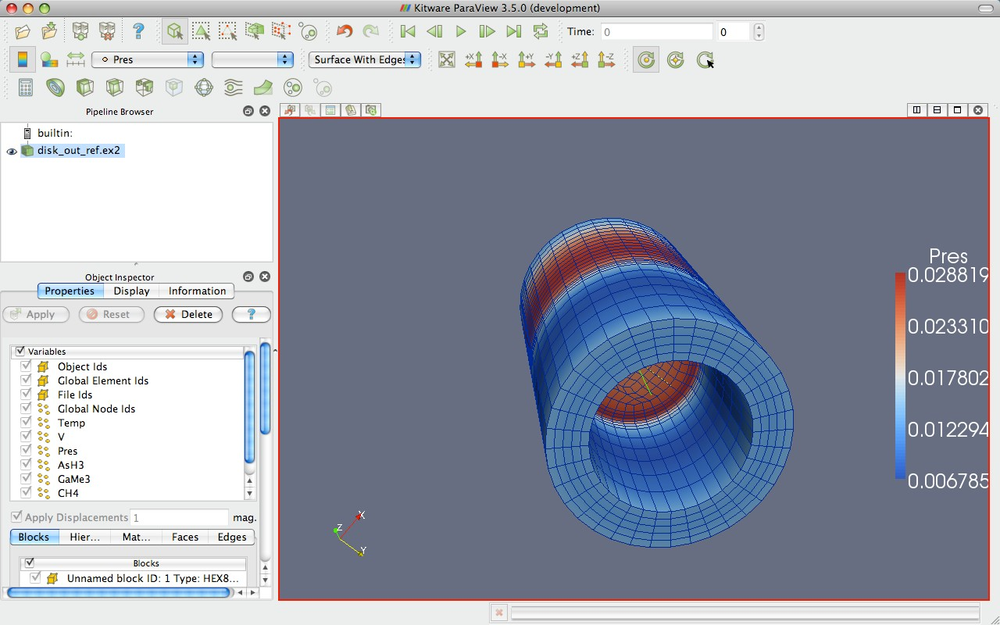 Kitware ParaView 3.5.0 (development)
Time: 0 0
Pres Surface With Edges
+X -X +Y -Y +Z -Z
Pipeline Browser
builtin:
disk_out_ref.ex2
Object Inspector
Properties Display Information
Apply Reset Delete ?
Variables
Object Ids
Global Element Ids
File Ids
Global Node Ids
Temp
V
Pres
AsH3
GaMe3
CH4
Apply Displacements 1 mag.
Blocks Hier... Mat... Faces Edges
Blocks
Unnamed block ID: 1 Type: HEX8...
Pres
0.028819
0.023310
0.017802
0.012294
0.006785
X
Z
Y